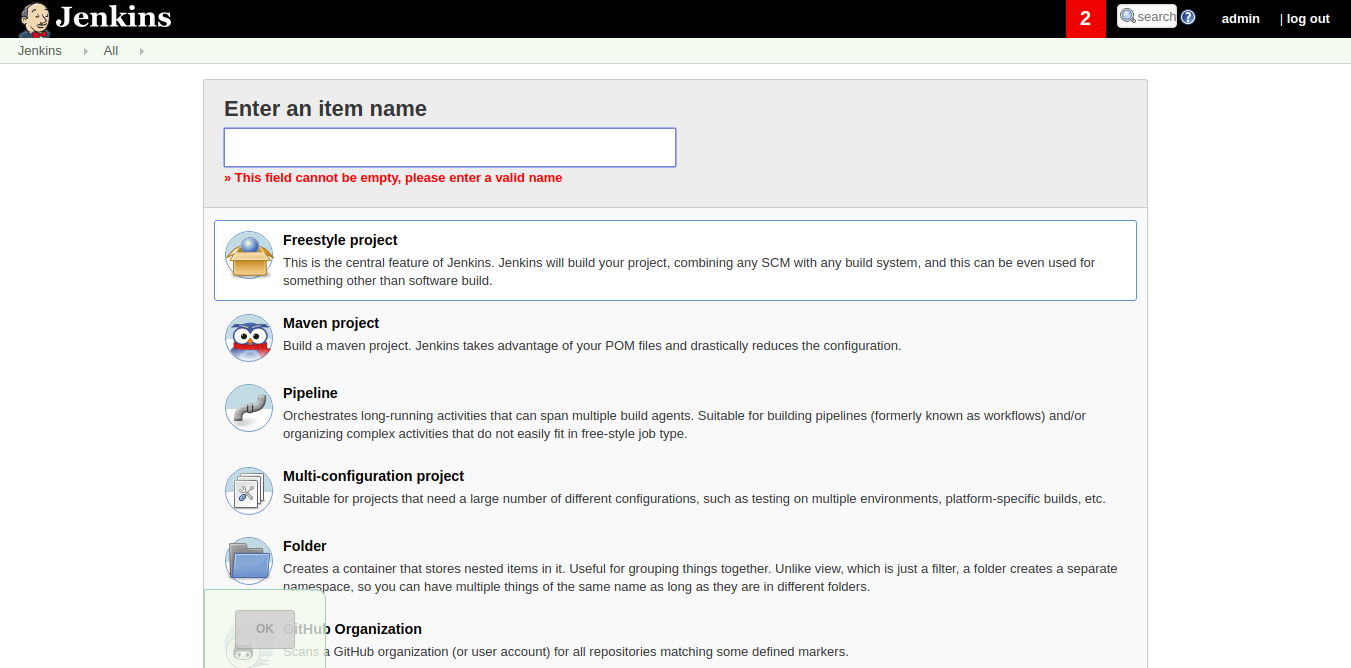 Jenkins
2
search
?
admin
| log out
Jenkins
All
Enter an item name
» This field cannot be empty, please enter a valid name
Freestyle project
This is the central feature of Jenkins. Jenkins will build your project, combining any SCM with any build system, and this can be even used for
something other than software build.
Maven project
Build a maven project. Jenkins takes advantage of your POM files and drastically reduces the configuration.
Pipeline
Orchestrates long-running activities that can span multiple build agents. Suitable for building pipelines (formerly known as workflows) and/or
organizing complex activities that do not easily fit in free-style job type.
Multi-configuration project
Suitable for projects that need a large number of different configurations, such as testing on multiple environments, platform-specific builds, etc.
Folder
Creates a container that stores nested items in it. Useful for grouping things together. Unlike view, which is just a filter, a folder creates a separate
namespace, so you can have multiple things of the same name as long as they are in different folders.
OK
GitHub Organization
Scans a GitHub organization (or user account) for all repositories matching some defined markers.